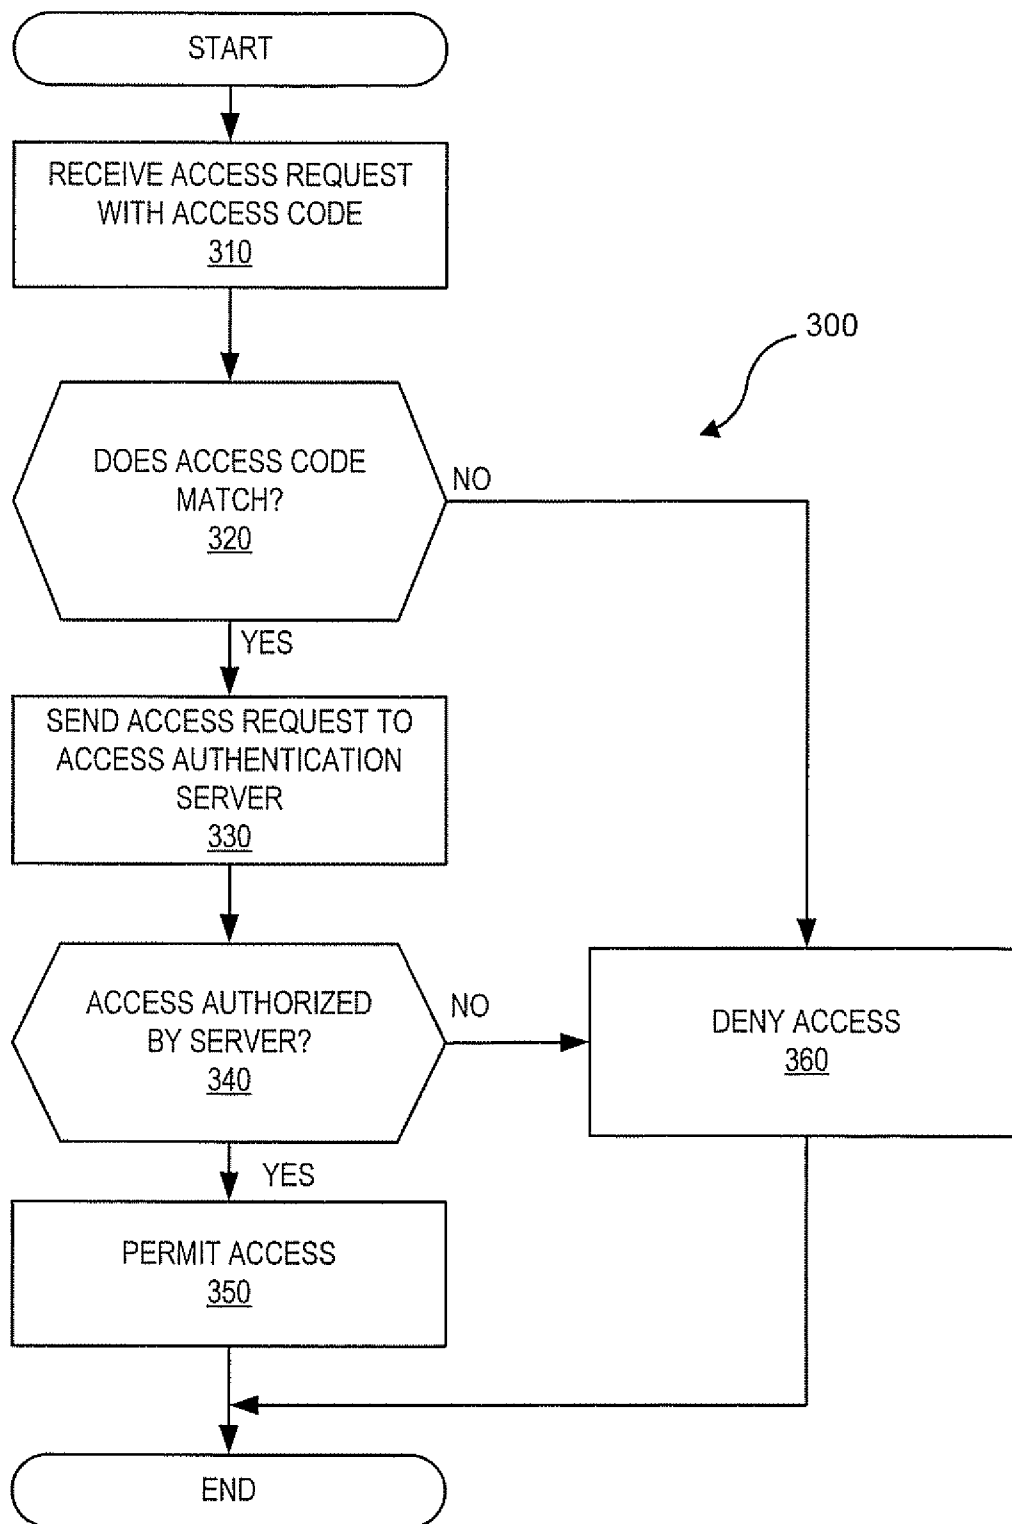 START
RECEIVE ACCESS REQUEST
WITH ACCESS CODE
310
300
DOES ACCESS CODE
MATCH?
320
NO
YES
SEND ACCESS REQUEST TO
ACCESS AUTHENTICATION
SERVER
330
ACCESS AUTHORIZED
BY SERVER?
340
NO
DENY ACCESS
360
YES
PERMIT ACCESS
350
END